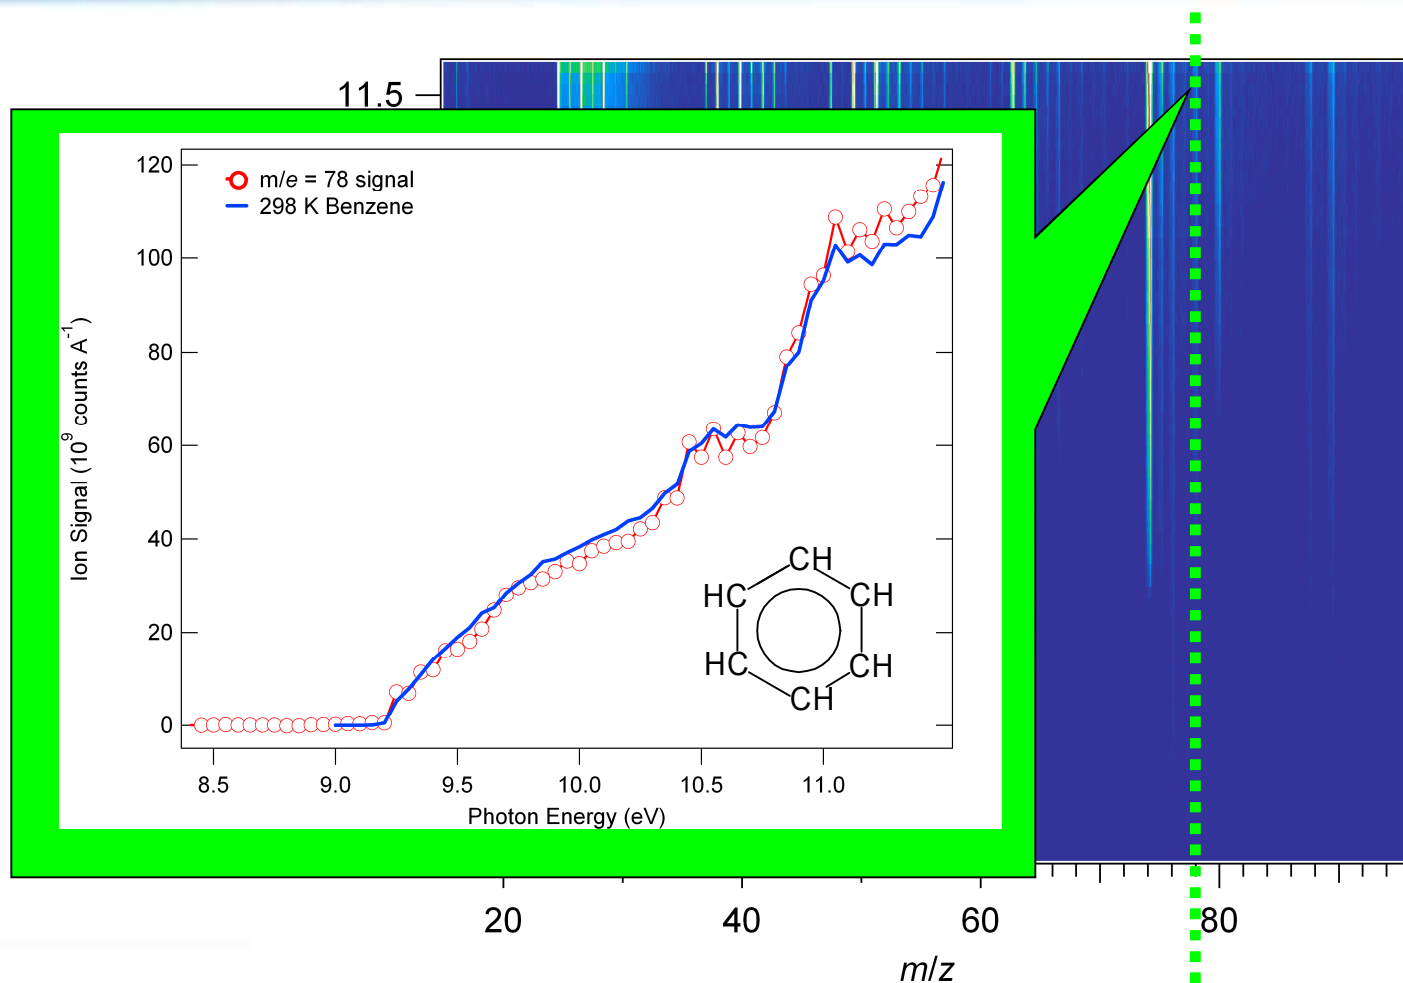 11.5
120
100
80
60
40
20
0
Ion Signal (10⁹ counts A⁻¹)
m/e = 78 signal
298 K Benzene
CH
HC
CH
HC
CH
CH
8.5 9.0 9.5 10.0 10.5 11.0
Photon Energy (eV)
20 40 60 80
m/z